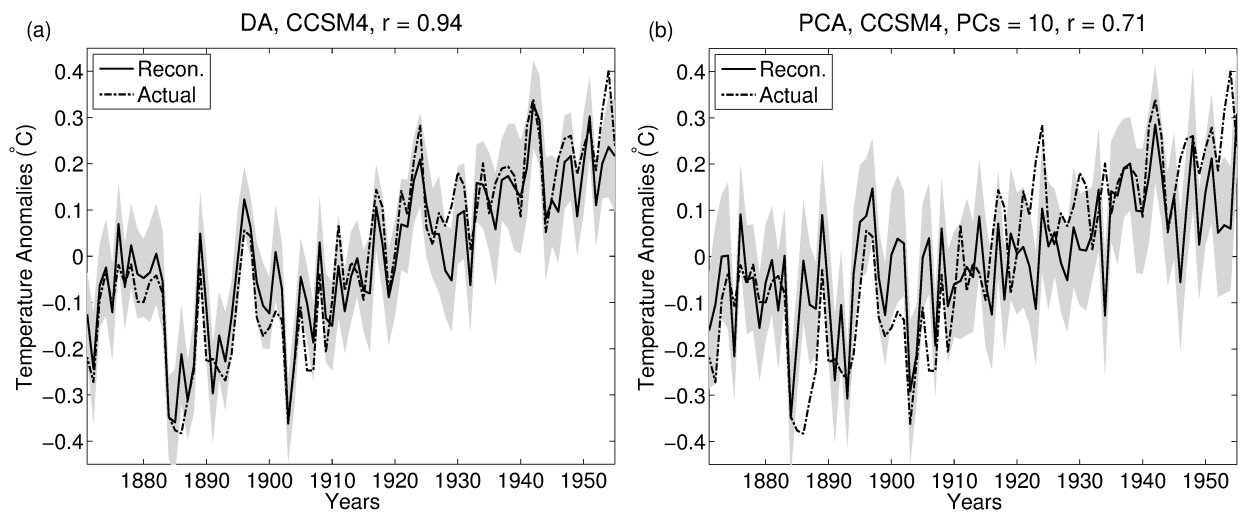 (a)
DA, CCSM4, r = 0.94
Recon.
Actual
0.4
0.3
0.2
0.1
0
−0.1
−0.2
−0.3
−0.4
Temperature Anomalies (°C)
1880 1890 1900 1910 1920 1930 1940 1950
Years
(b)
PCA, CCSM4, PCs = 10, r = 0.71
Recon.
Actual
0.4
0.3
0.2
0.1
0
−0.1
−0.2
−0.3
−0.4
Temperature Anomalies (°C)
1880 1890 1900 1910 1920 1930 1940 1950
Years